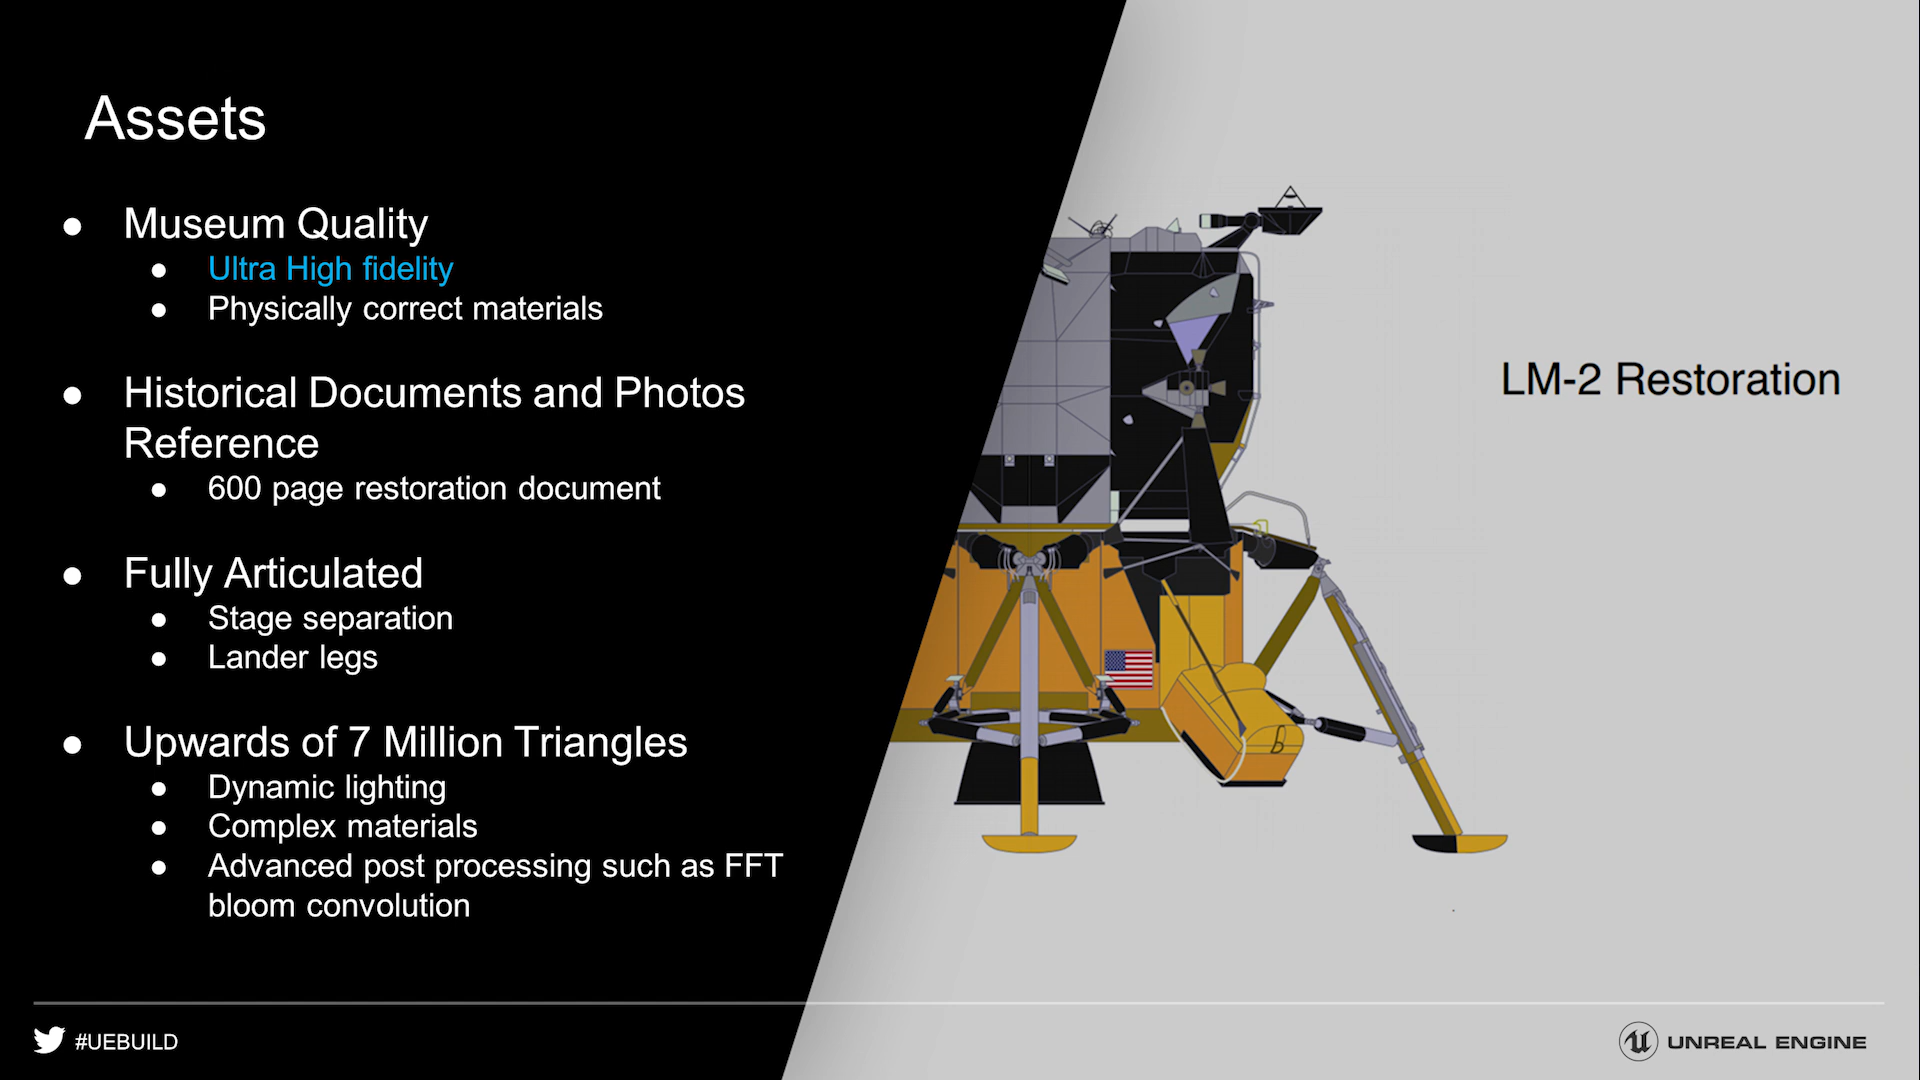 Assets
Museum Quality
Ultra High fidelity
Physically correct materials
Historical Documents and Photos
Reference
600 page restoration document
Fully Articulated
Stage separation
Lander legs
Upwards of 7 Million Triangles
Dynamic lighting
Complex materials
Advanced post processing such as FFT
bloom convolution
LM-2 Restoration
#UEBUILD
UNREAL ENGINE